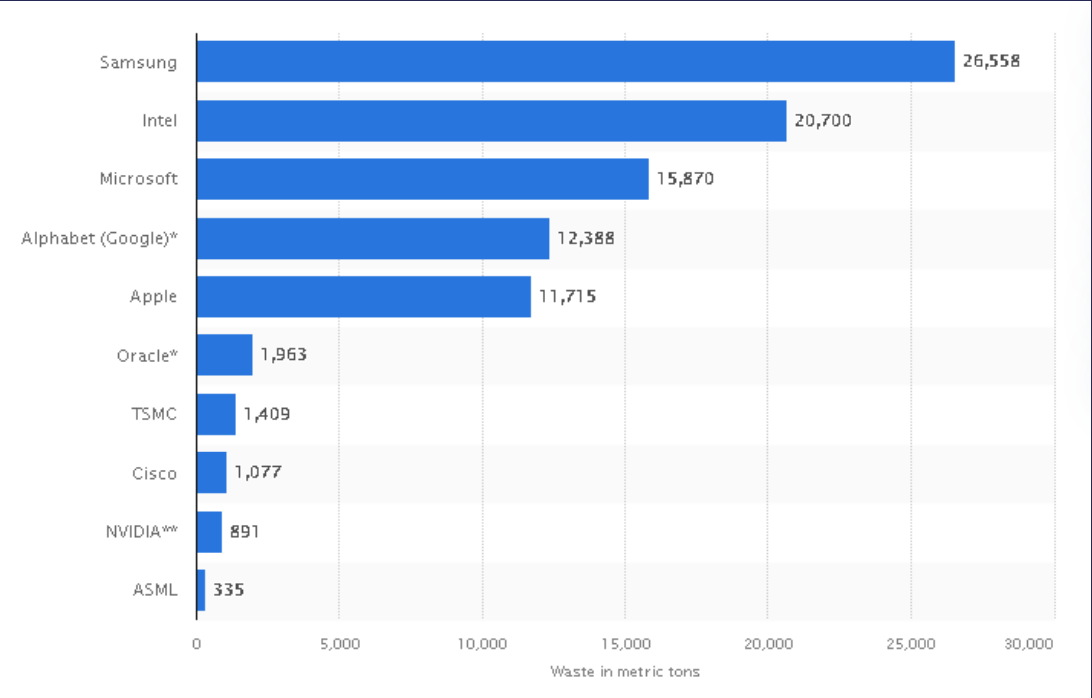 Samsung 26,558
Intel 20,700
Microsoft 15,870
Alphabet (Google)* 12,388
Apple 11,715
Oracle* 1,963
TSMC 1,409
Cisco 1,077
NVIDIA** 891
ASML 335
0 5,000 10,000 15,000 20,000 25,000 30,000
Waste in metric tons